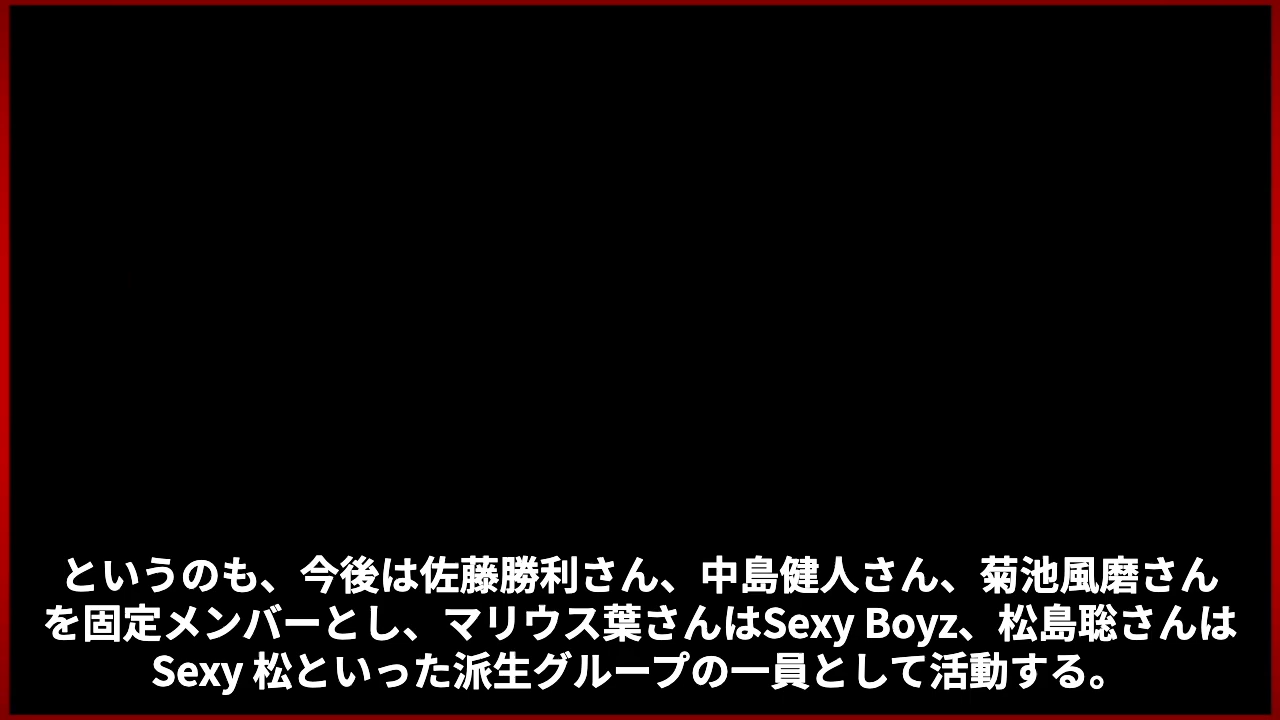 というのも、今後は佐藤勝利さん、中島健人さん、菊池風磨さん
を固定メンバーとし、マリウス葉さんはSexy Boyz、松島聡さんは
Sexy 松といった派生グループの一員として活動する。